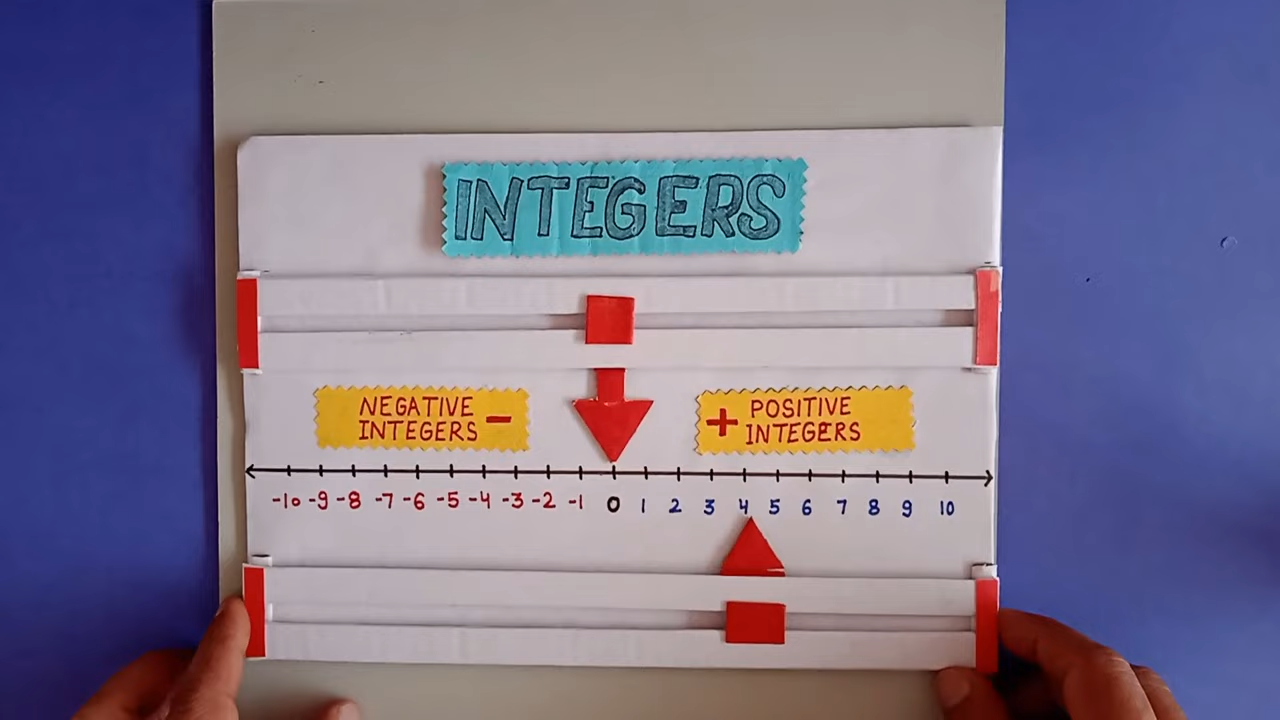 INTEGERS
NEGATIVE
INTEGERS −
+ POSITIVE
INTEGERS
-10 -9 -8 -7 -6 -5 -4 -3 -2 -1 0 1 2 3 4 5 6 7 8 9 10